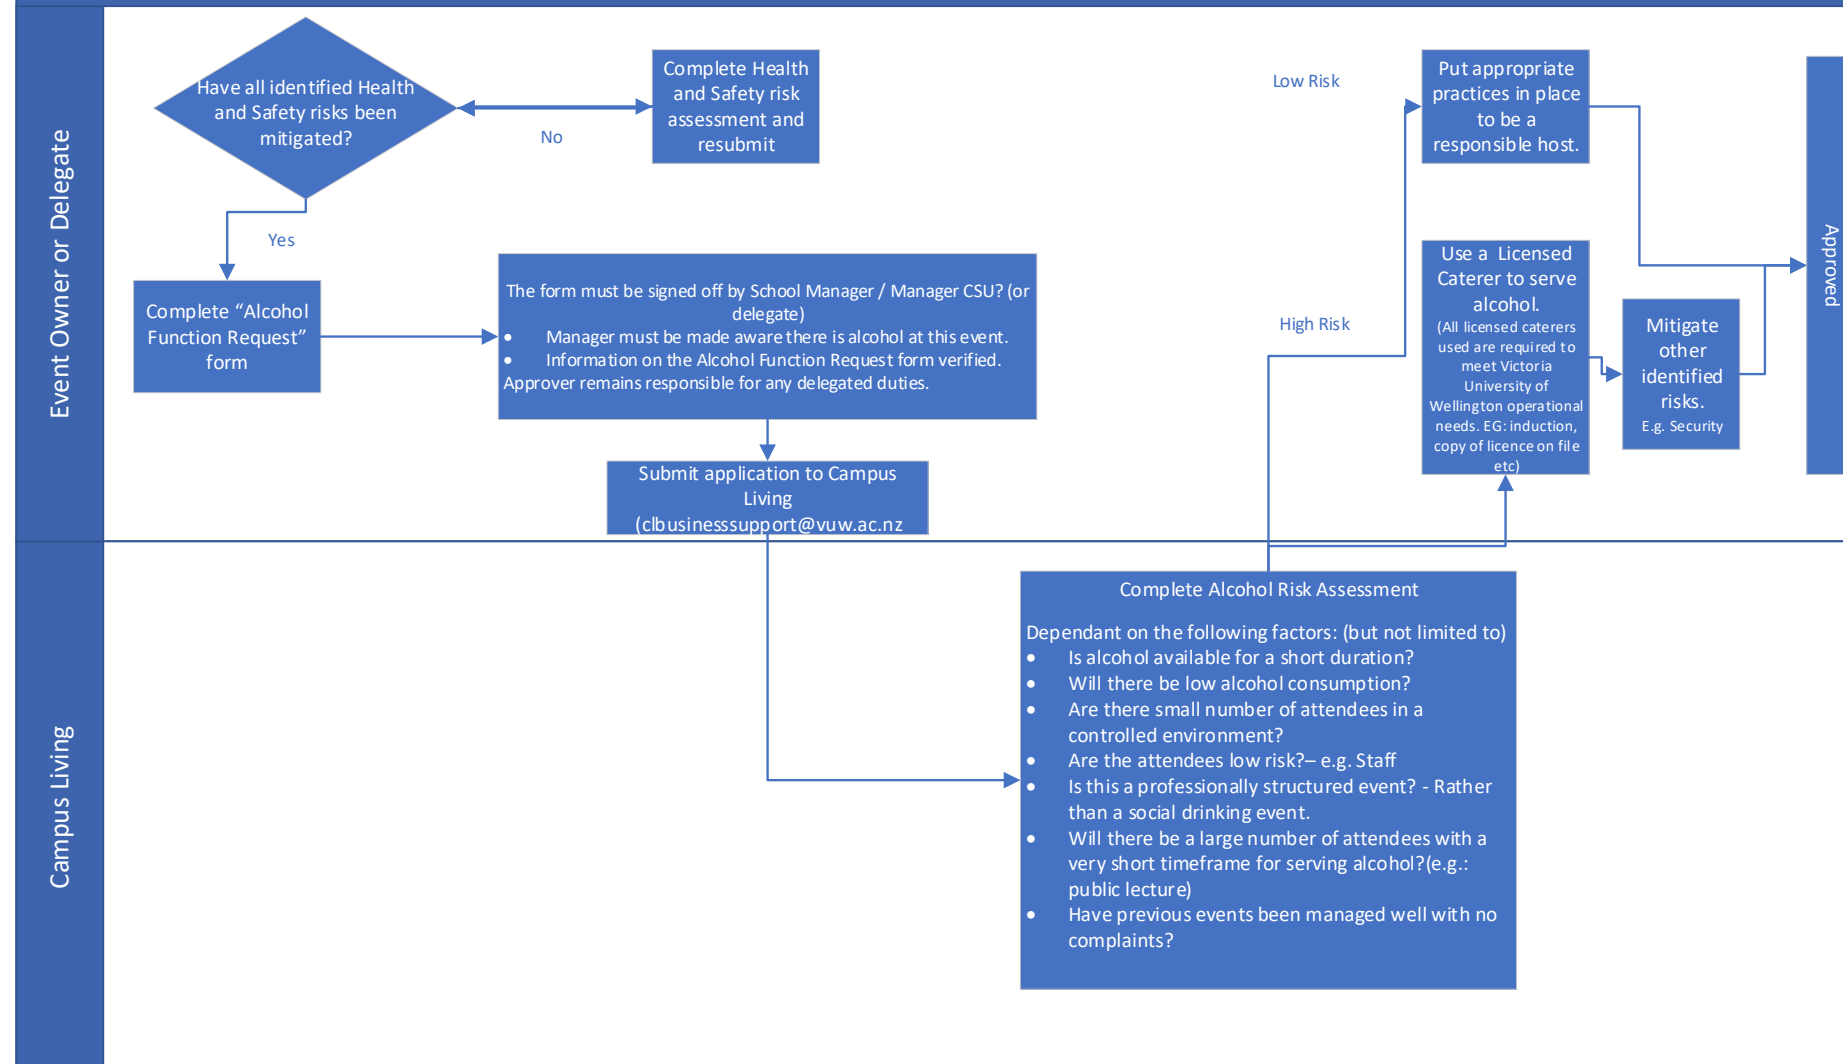 Event Owner or Delegate
Have all identified Health
and Safety risks been
mitigated?
No
Complete Health
and Safety risk
assessment and
resubmit
Yes
Complete “Alcohol
Function Request”
form
The form must be signed off by School Manager / Manager CSU? (or
delegate)
• Manager must be made aware there is alcohol at this event.
• Information on the Alcohol Function Request form verified.
Approver remains responsible for any delegated duties.
Submit application to Campus
Living
(clbusinesssupport@vuw.ac.nz
Low Risk
Put appropriate
practices in place
to be a
responsible host.
High Risk
Use a Licensed
Caterer to serve
alcohol.
(All licensed caterers
used are required to
meet Victoria
University of
Wellington operational
needs. EG: induction,
copy of licence on file
etc)
Mitigate
other
identified
risks.
E.g. Security
Approved
Campus Living
Complete Alcohol Risk Assessment
Dependant on the following factors: (but not limited to)
• Is alcohol available for a short duration?
• Will there be low alcohol consumption?
• Are there small number of attendees in a
controlled environment?
• Are the attendees low risk?– e.g. Staff
• Is this a professionally structured event? - Rather
than a social drinking event.
• Will there be a large number of attendees with a
very short timeframe for serving alcohol?(e.g.:
public lecture)
• Have previous events been managed well with no
complaints?